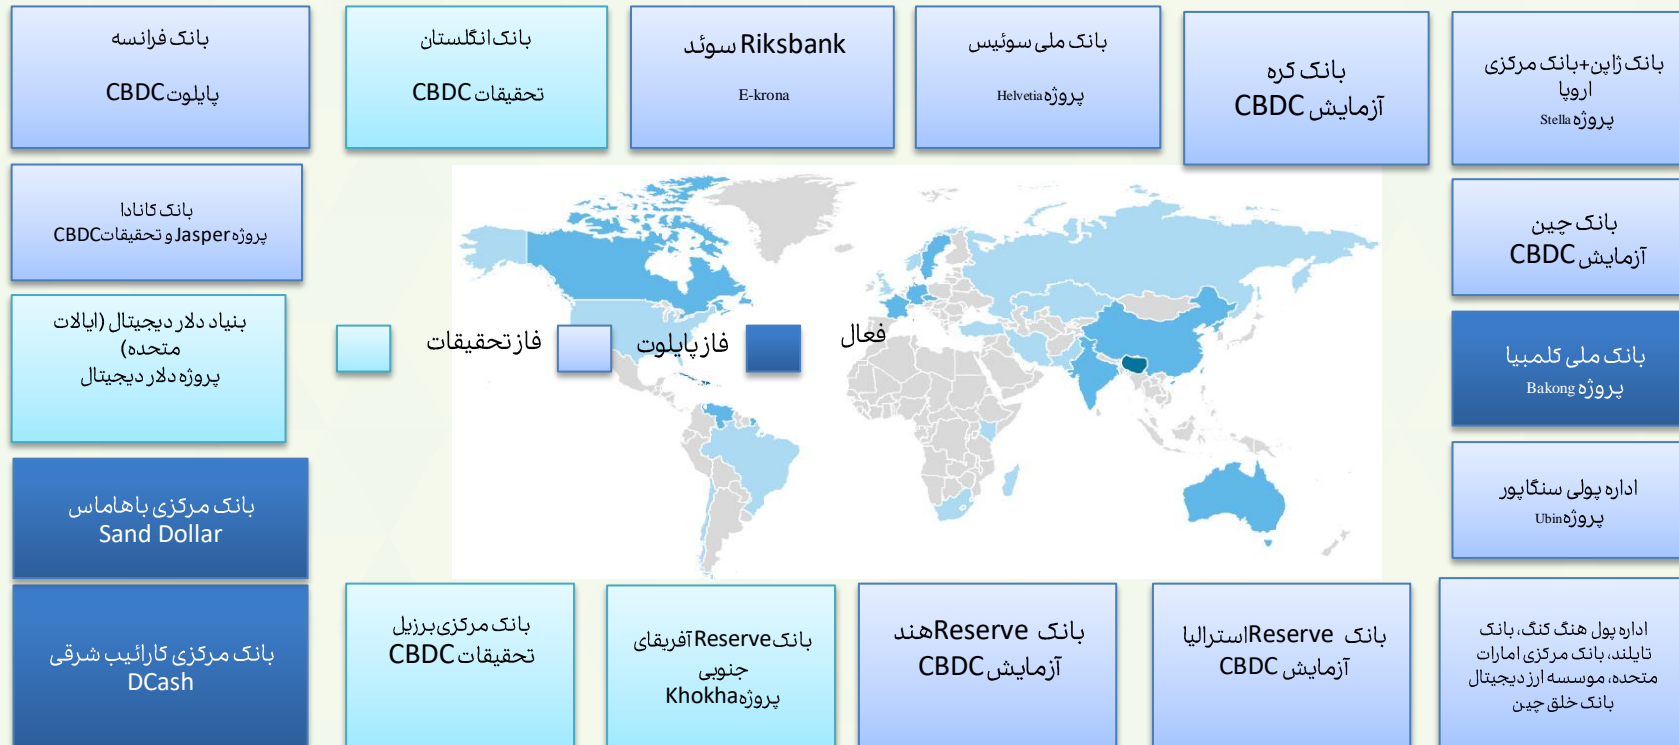 بانک فرانسه
پایلوت CBDC
بانک انگلستان
تحقیقات CBDC
Riksbank سوئد
E-krona
بانک ملی سوئیس
پروژه Helvetia
بانک کره
آزمایش CBDC
بانک ژاپن+بانک مرکزی
اروپا
پروژه Stella
بانک کانادا
پروژه Jasper و تحقیقات CBDC
بانک چین
آزمایش CBDC
بنیاد دلار دیجیتال (ایالات
متحده)
پروژه دلار دیجیتال
فاز تحقیقات
فاز پایلوت
فعال
بانک ملی کلمبیا
پروژه Bakong
بانک مرکزی باهاماس
Sand Dollar
اداره پولی سنگاپور
پروژه Ubin
بانک مرکزی کارائیب شرقی
DCash
بانک مرکزی برزیل
تحقیقات CBDC
بانک Reserve آفریقای
جنوبی
پروژه Khokha
بانک Reserve هند
آزمایش CBDC
بانک Reserve استرالیا
آزمایش CBDC
اداره پول هنگ کنگ، بانک
تایلند، بانک مرکزی امارات
متحده، موسسه ارز دیجیتال
بانک خلق چین